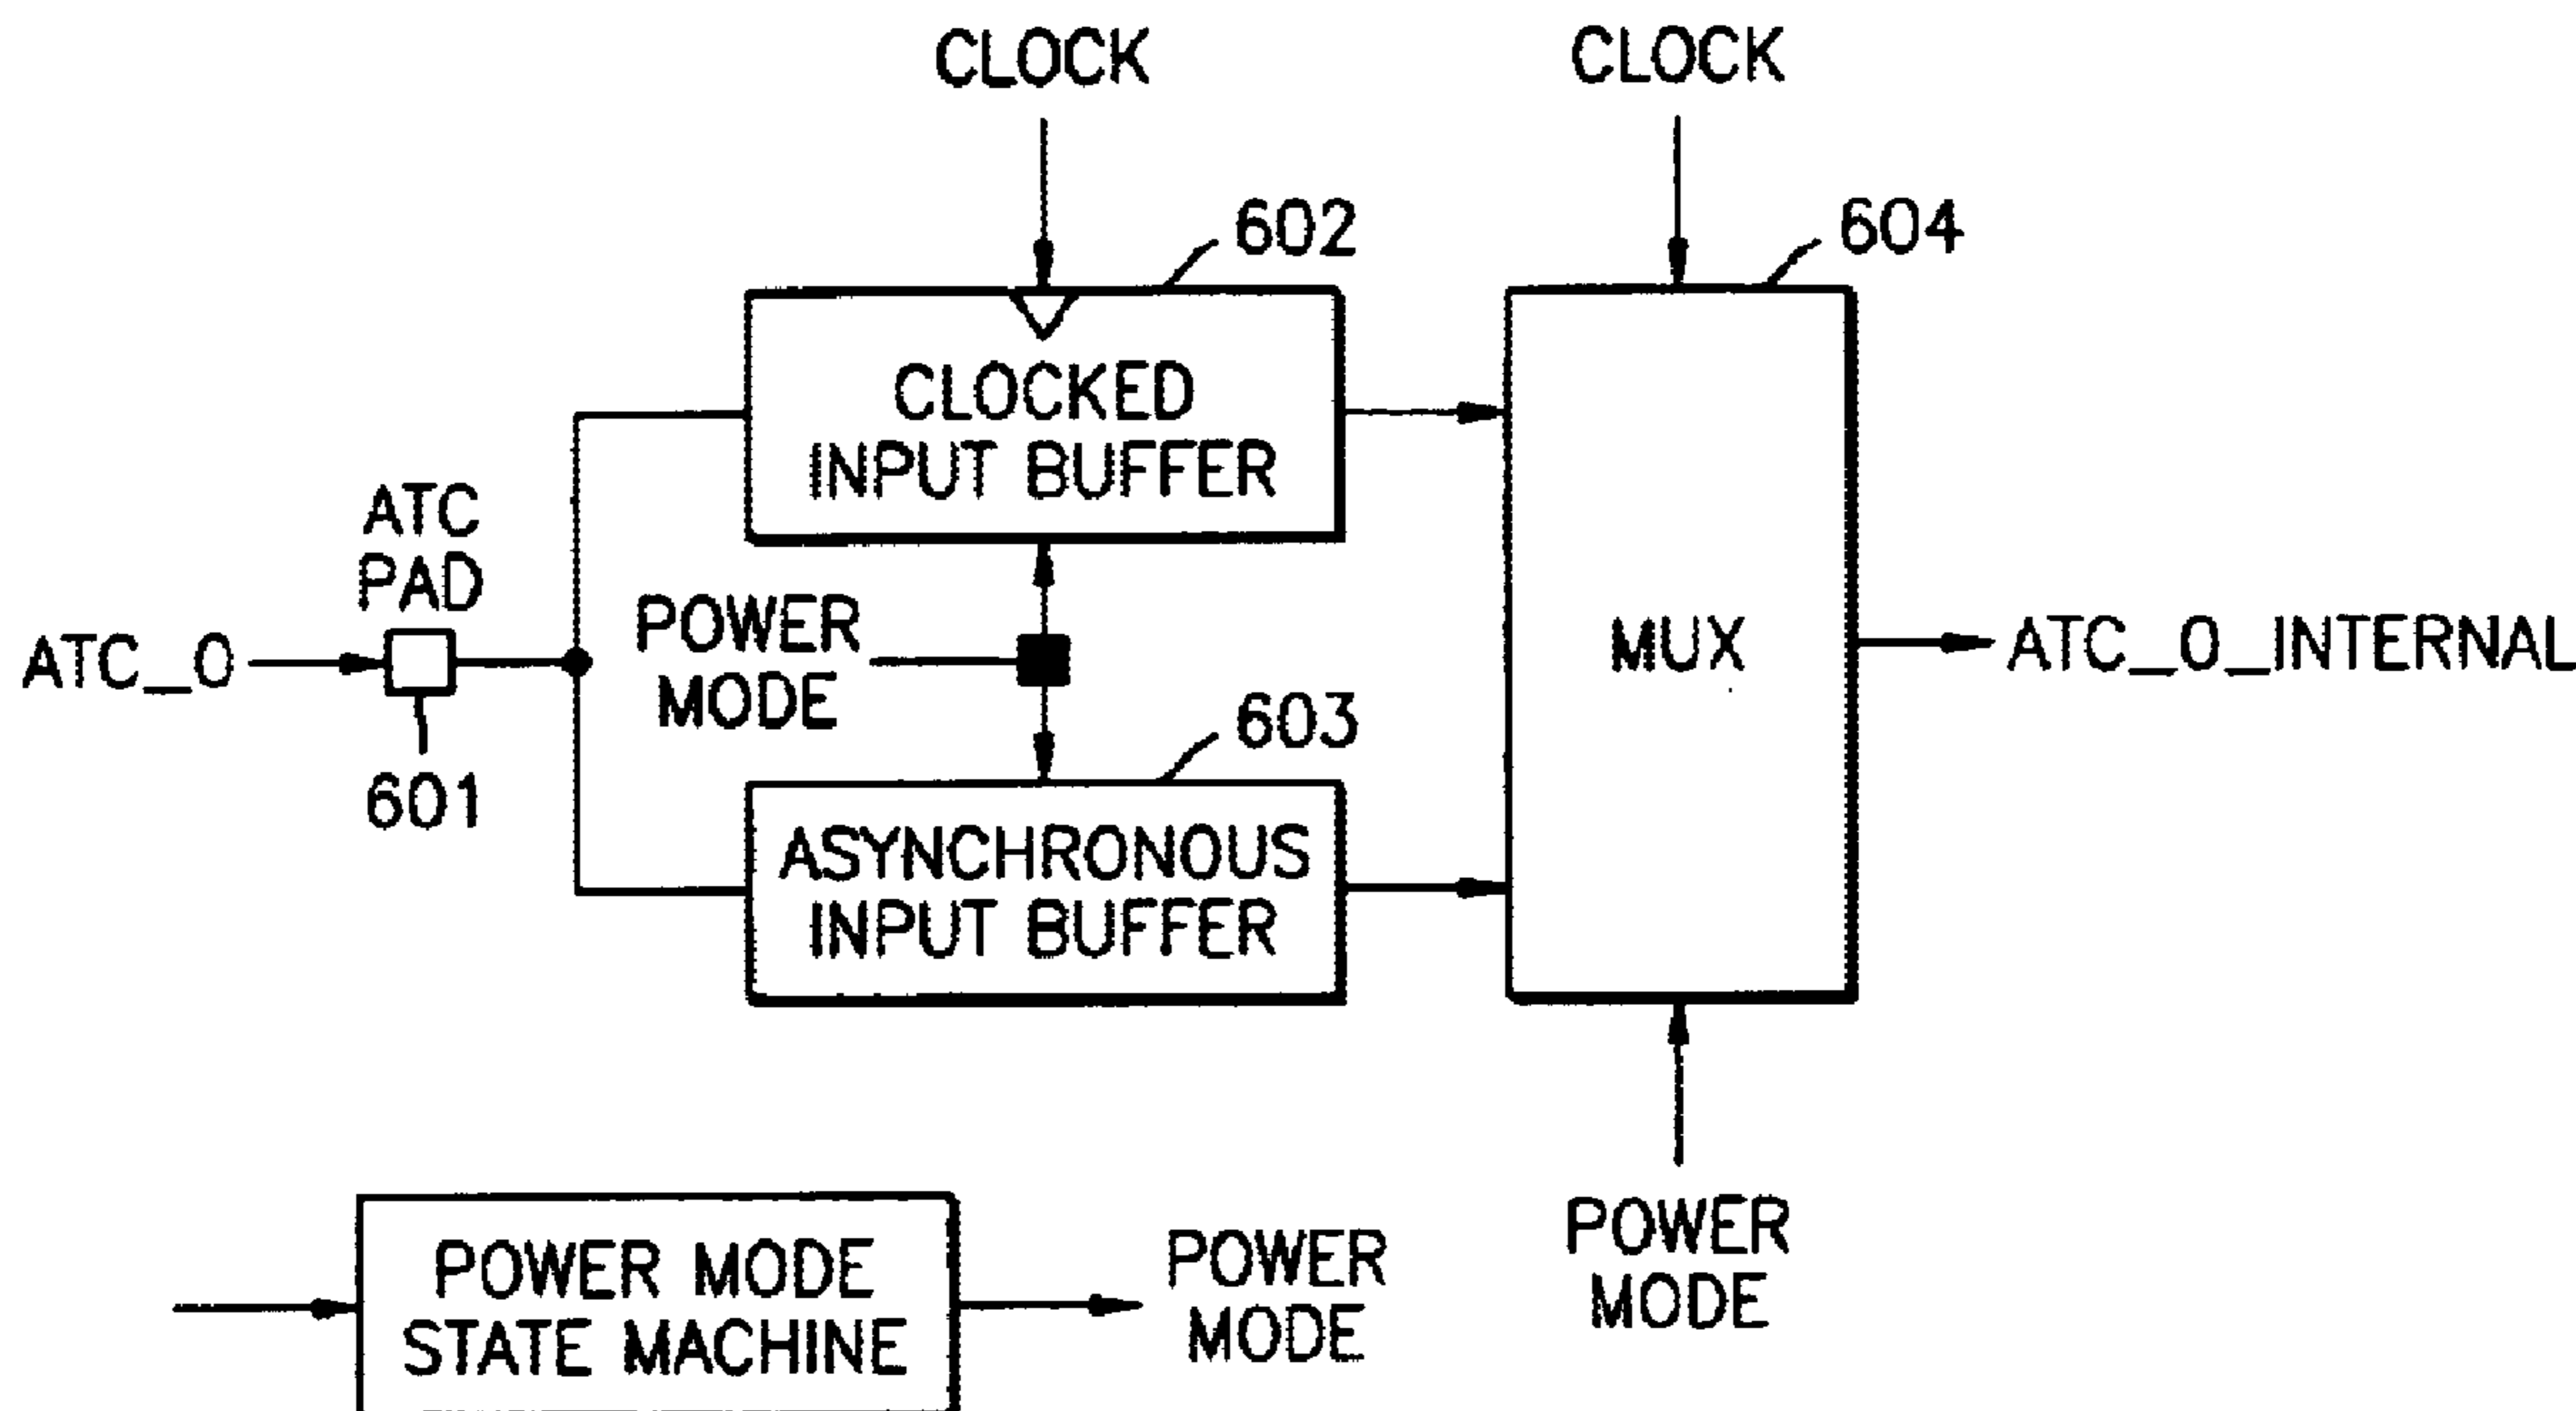 CLOCK
CLOCK
602
604
CLOCKED
INPUT BUFFER
ATC
PAD
ATC_0
601
POWER
MODE
603
MUX
ATC_0_INTERNAL
ASYNCHRONOUS
INPUT BUFFER
POWER MODE
STATE MACHINE
POWER
MODE
POWER
MODE